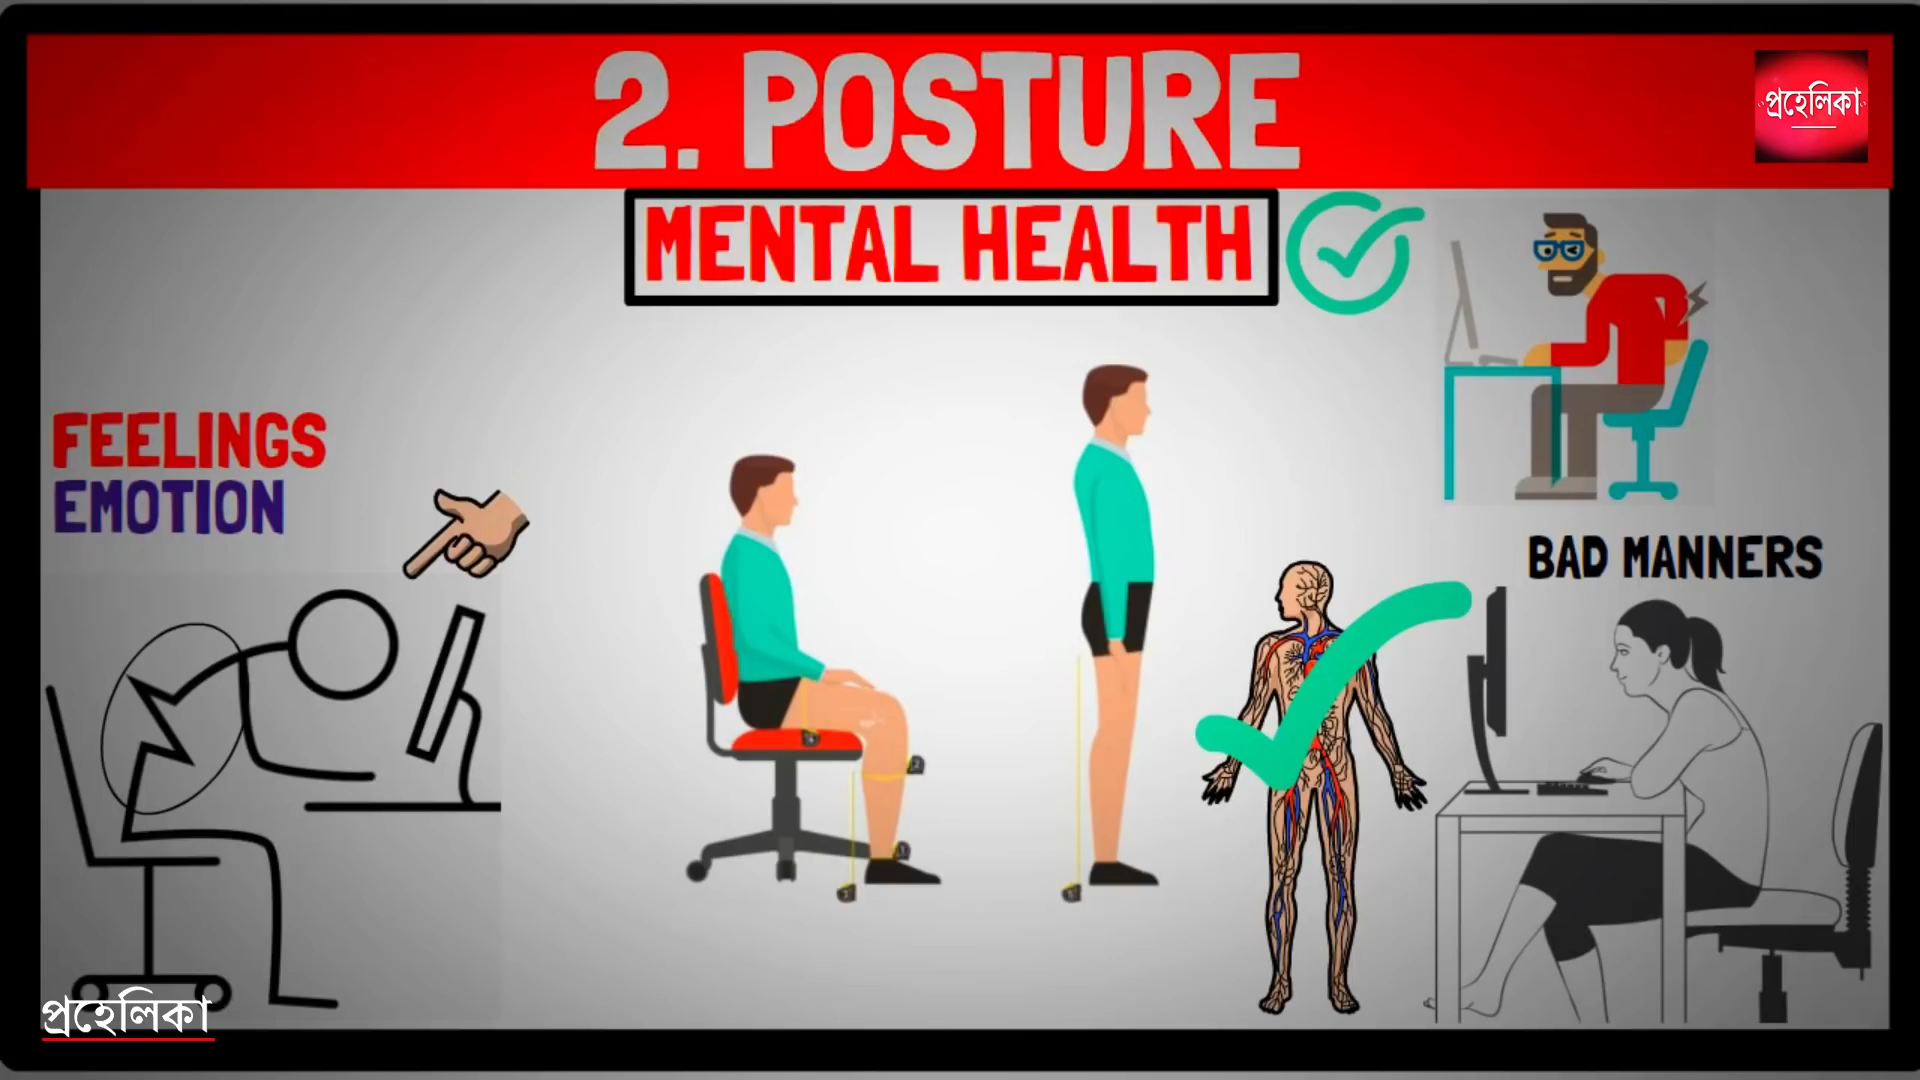 2. POSTURE
প্রহেলিকা
MENTAL HEALTH
FEELINGS
EMOTION
BAD MANNERS
প্রহেলিকা